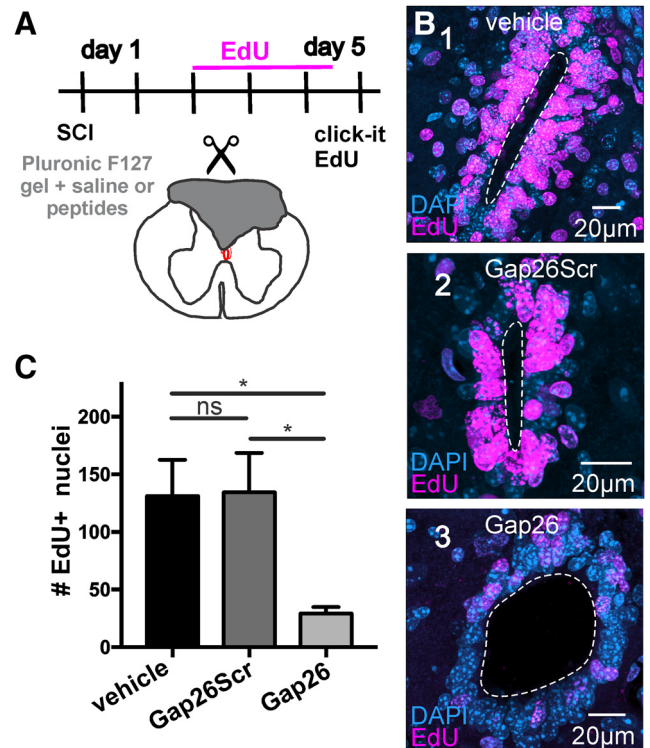 A
day 1
EdU
day 5
SCI
click-it
EdU
Pluronic F127
gel + saline or
peptides
B
1
vehicle
DAPI
EdU
20µm
2
Gap26Scr
DAPI
EdU
20µm
3
Gap26
DAPI
EdU
20µm
C
# EdU+ nuclei
200
150
100
50
0
*
ns
*
vehicle
Gap26Scr
Gap26